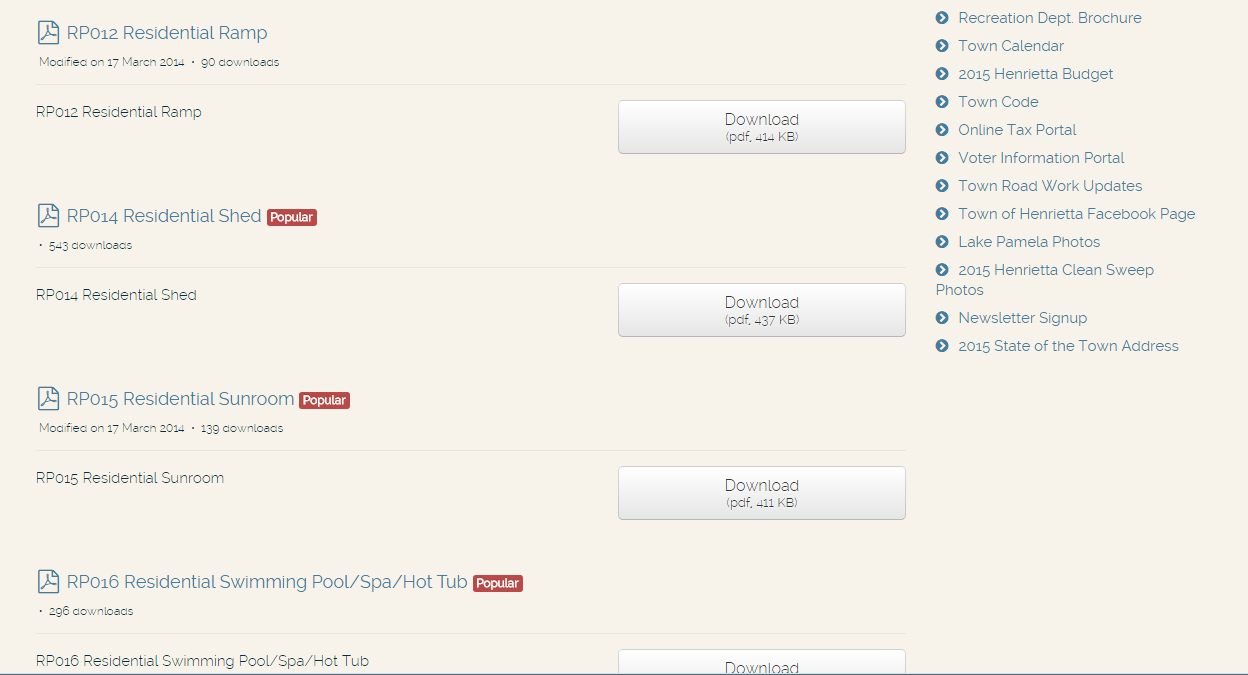 RP012 Residential Ramp
Modified on 17 March 2014 • 90 downloads
RP012 Residential Ramp
Download
(pdf, 414 KB)
RP014 Residential Shed Popular
• 543 downloads
RP014 Residential Shed
Download
(pdf, 437 KB)
RP015 Residential Sunroom Popular
Modified on 17 March 2014 • 139 downloads
RP015 Residential Sunroom
Download
(pdf, 411 KB)
RP016 Residential Swimming Pool/Spa/Hot Tub Popular
• 296 downloads
RP016 Residential Swimming Pool/Spa/Hot Tub
Download
Recreation Dept. Brochure
Town Calendar
2015 Henrietta Budget
Town Code
Online Tax Portal
Voter Information Portal
Town Road Work Updates
Town of Henrietta Facebook Page
Lake Pamela Photos
2015 Henrietta Clean Sweep
Photos
Newsletter Signup
2015 State of the Town Address